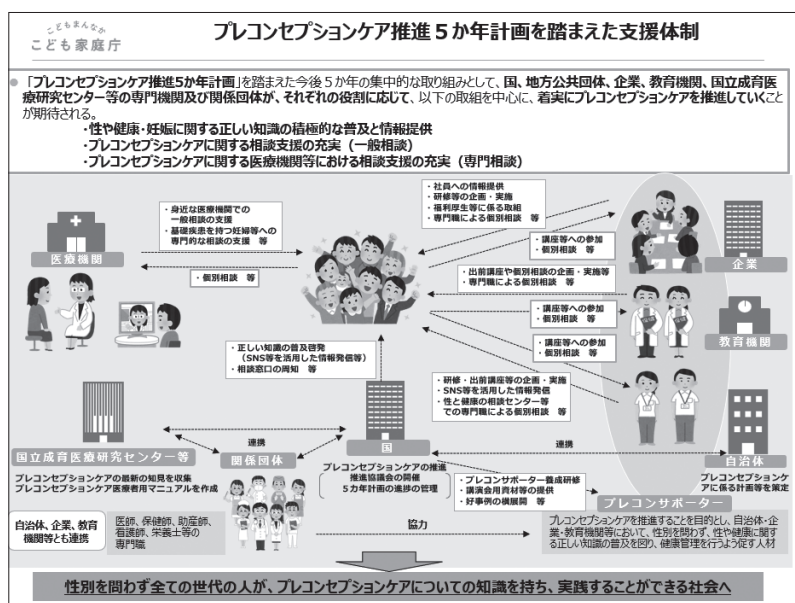 こどもまんなか
こども家庭庁
プレコンセプションケア推進５か年計画を踏まえた支援体制
「プレコンセプションケア推進5か年計画」を踏まえた今後５か年の集中的な取り組みとして、国、地方公共団体、企業、教育機関、国立成育医
療研究センター等の専門機関及び関係団体が、それぞれの役割に応じて、以下の取組を中心に、着実にプレコンセプションケアを推進していくこと
が期待される。
・性や健康・妊娠に関する正しい知識の積極的な普及と情報提供
・プレコンセプションケアに関する相談支援の充実（一般相談）
・プレコンセプションケアに関する医療機関等における相談支援の充実（専門相談）
医療機関
・身近な医療機関での
一般相談の支援
・基礎疾患を持つ妊婦等への
専門的な相談の支援　等
・個別相談　等
・社員への情報提供
・研修等の企画・実施
・福利厚生等に係る取組
・専門職による個別相談　等
・講座等への参加
・個別相談　等
企業
・出前講座や個別相談の企画・実施等
・専門職による個別相談　等
・講座等への参加
・個別相談　等
教育機関
・講座等への参加
・個別相談　等
・正しい知識の普及啓発
（SNS等を活用した情報発信等）
・相談窓口の周知　等
・研修・出前講座等の企画・実施
・SNS等を活用した情報発信
・性と健康の相談センター等
での専門職による個別相談　等
国立成育医療研究センター等
プレコンセプションケアの最新の知見を収集
プレコンセプションケア医療者用マニュアルを作成
連携
関係団体
連携
国
プレコンセプションケアの推進
推進協議会の開催
５カ年計画の進捗の管理
連携
自治体
プレコンセプションケ
アに係る計画等を策定
・プレコンサポーター養成研修
・講演会用資材等の提供
・好事例の横展開　等
プレコンサポーター
プレコンセプションケアを推進することを目的とし、自治体・企
業・教育機関等において、性別を問わず、性や健康に関す
る正しい知識の普及を図り、健康管理を行うよう促す人材
自治体、企業、教育
機関等とも連携
医師、保健師、助産師、
看護師、栄養士等の
専門職
協力
性別を問わず全ての世代の人が、プレコンセプションケアについての知識を持ち、実践することができる社会へ